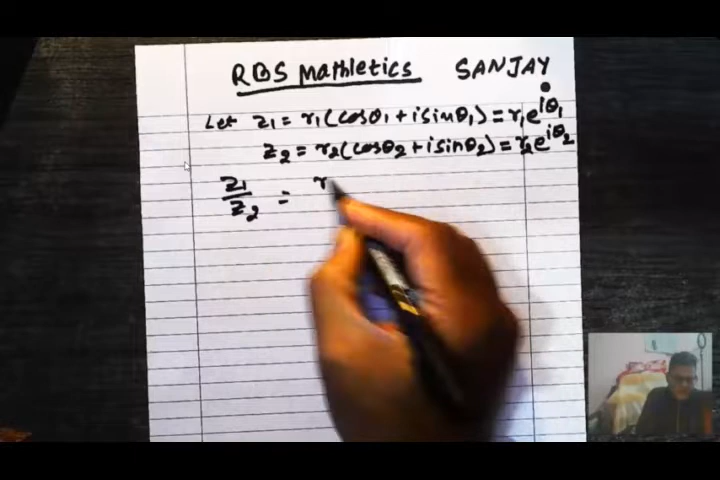 RBS Mathletics SANJAY
Let z₁ = r₁(cosθ₁ + isinθ₁) = r₁e^{iθ₁}
z₂ = r₂(cosθ₂ + isinθ₂) = r₂e^{iθ₂}
z₁/z₂ = r